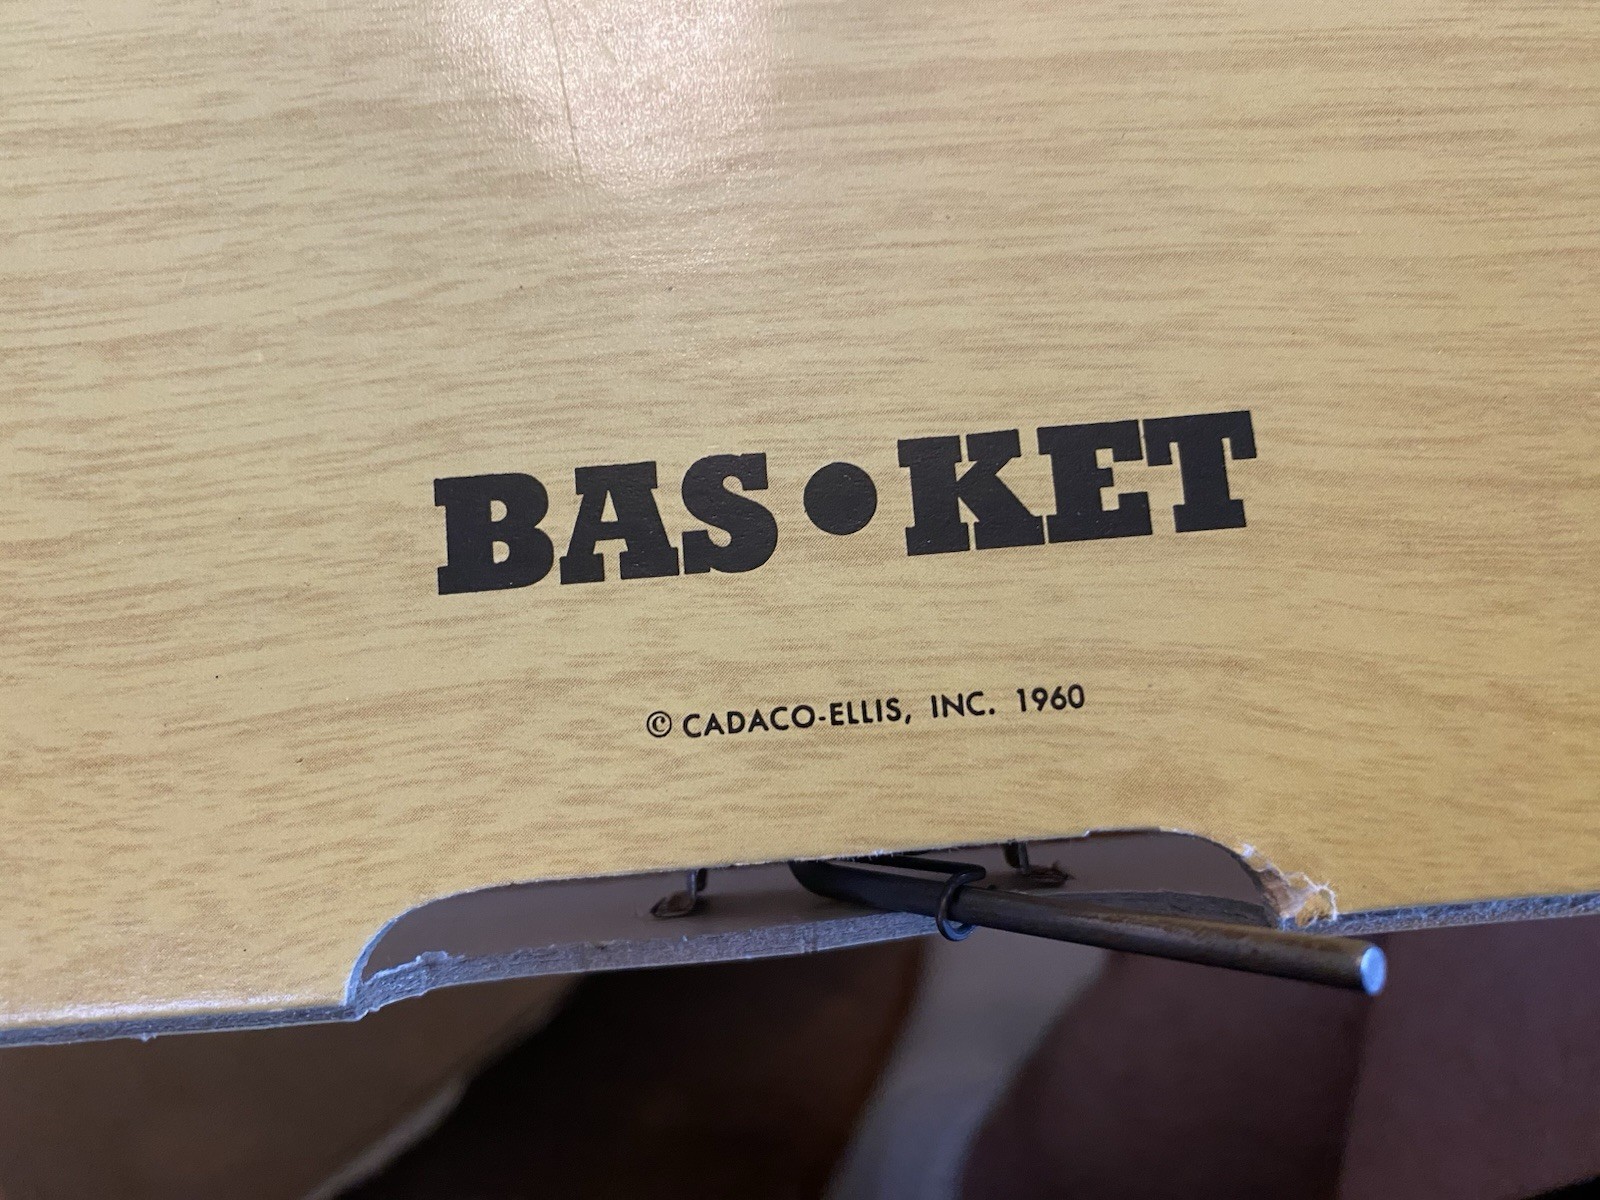 BAS•KET
© CADACO-ELLIS, INC. 1960